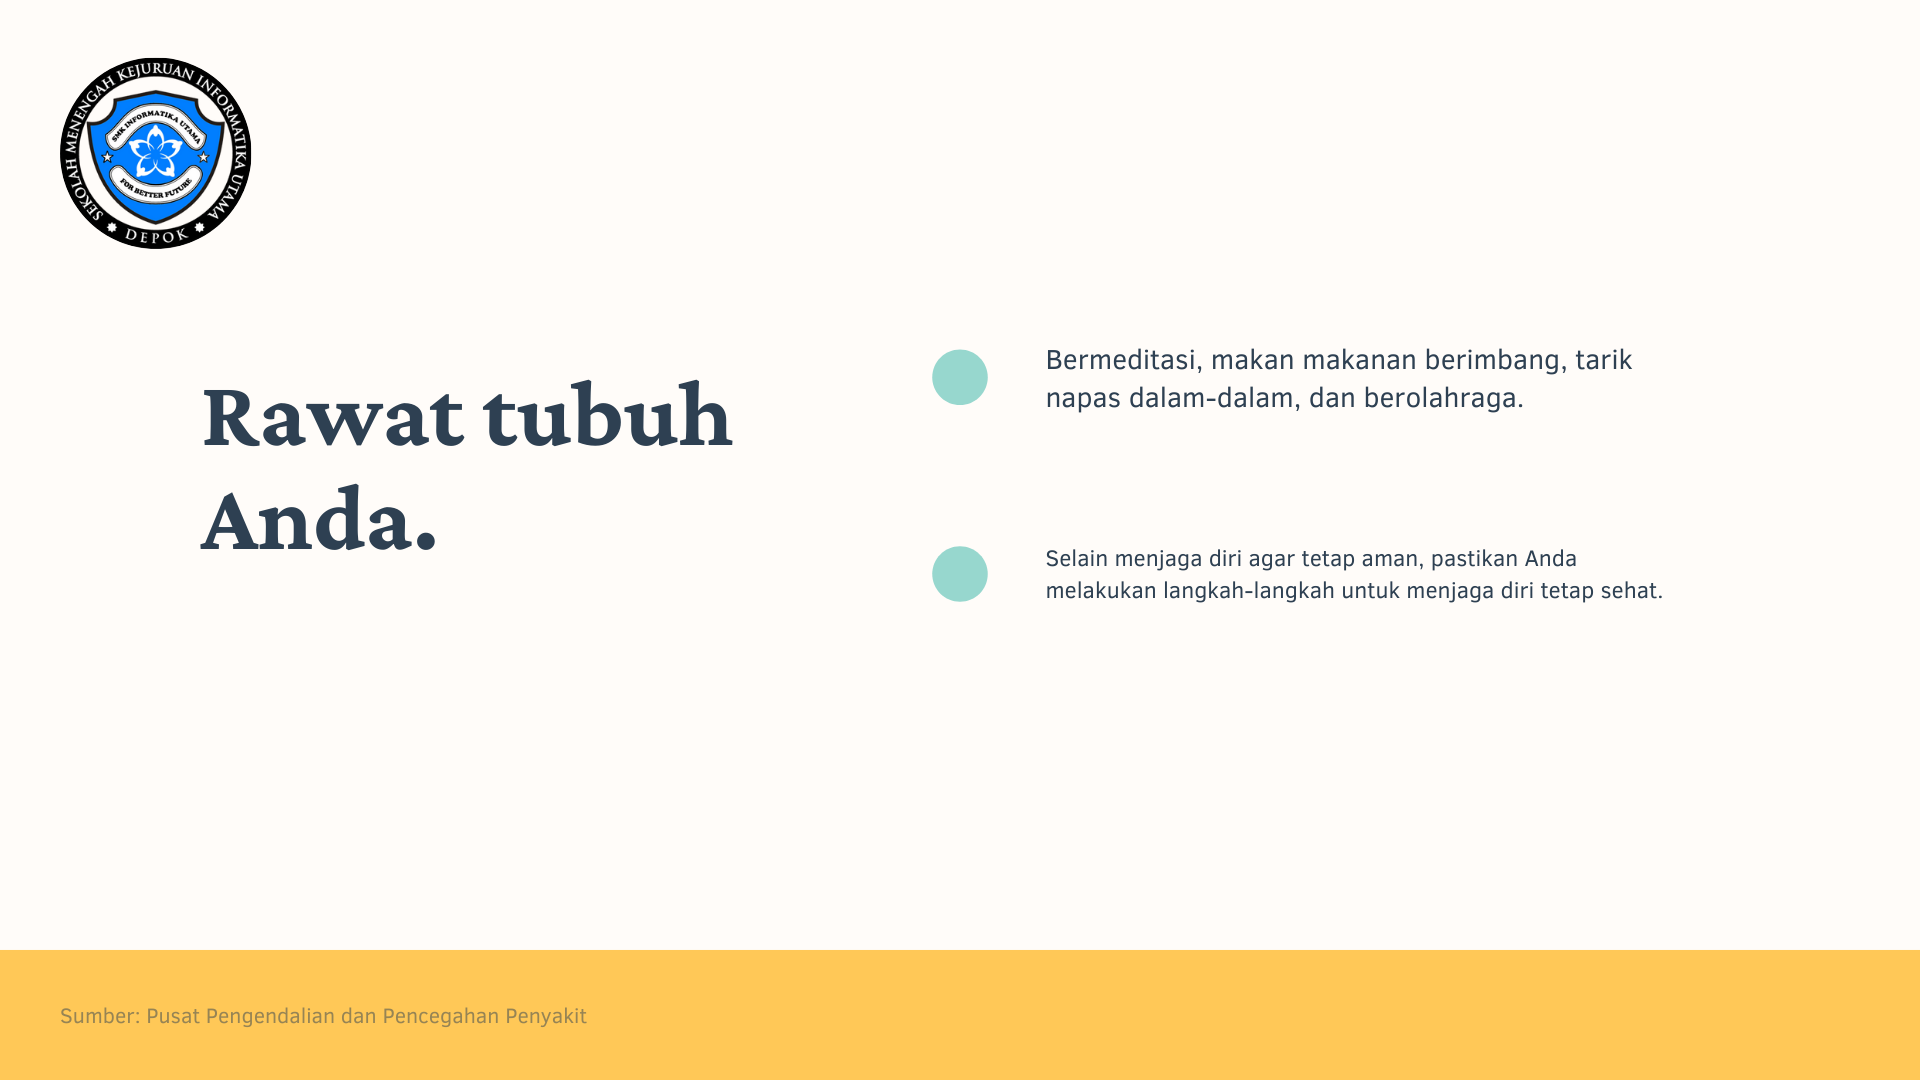 SEKOLAH MENENGAH KEJURUAN INFORMATIKA UTAMA
SMK INFORMATIKA UTAMA
FOR BETTER FUTURE
DEPOK
Rawat tubuh
Anda.
Bermeditasi, makan makanan berimbang, tarik
napas dalam-dalam, dan berolahraga.
Selain menjaga diri agar tetap aman, pastikan Anda
melakukan langkah-langkah untuk menjaga diri tetap sehat.
Sumber: Pusat Pengendalian dan Pencegahan Penyakit